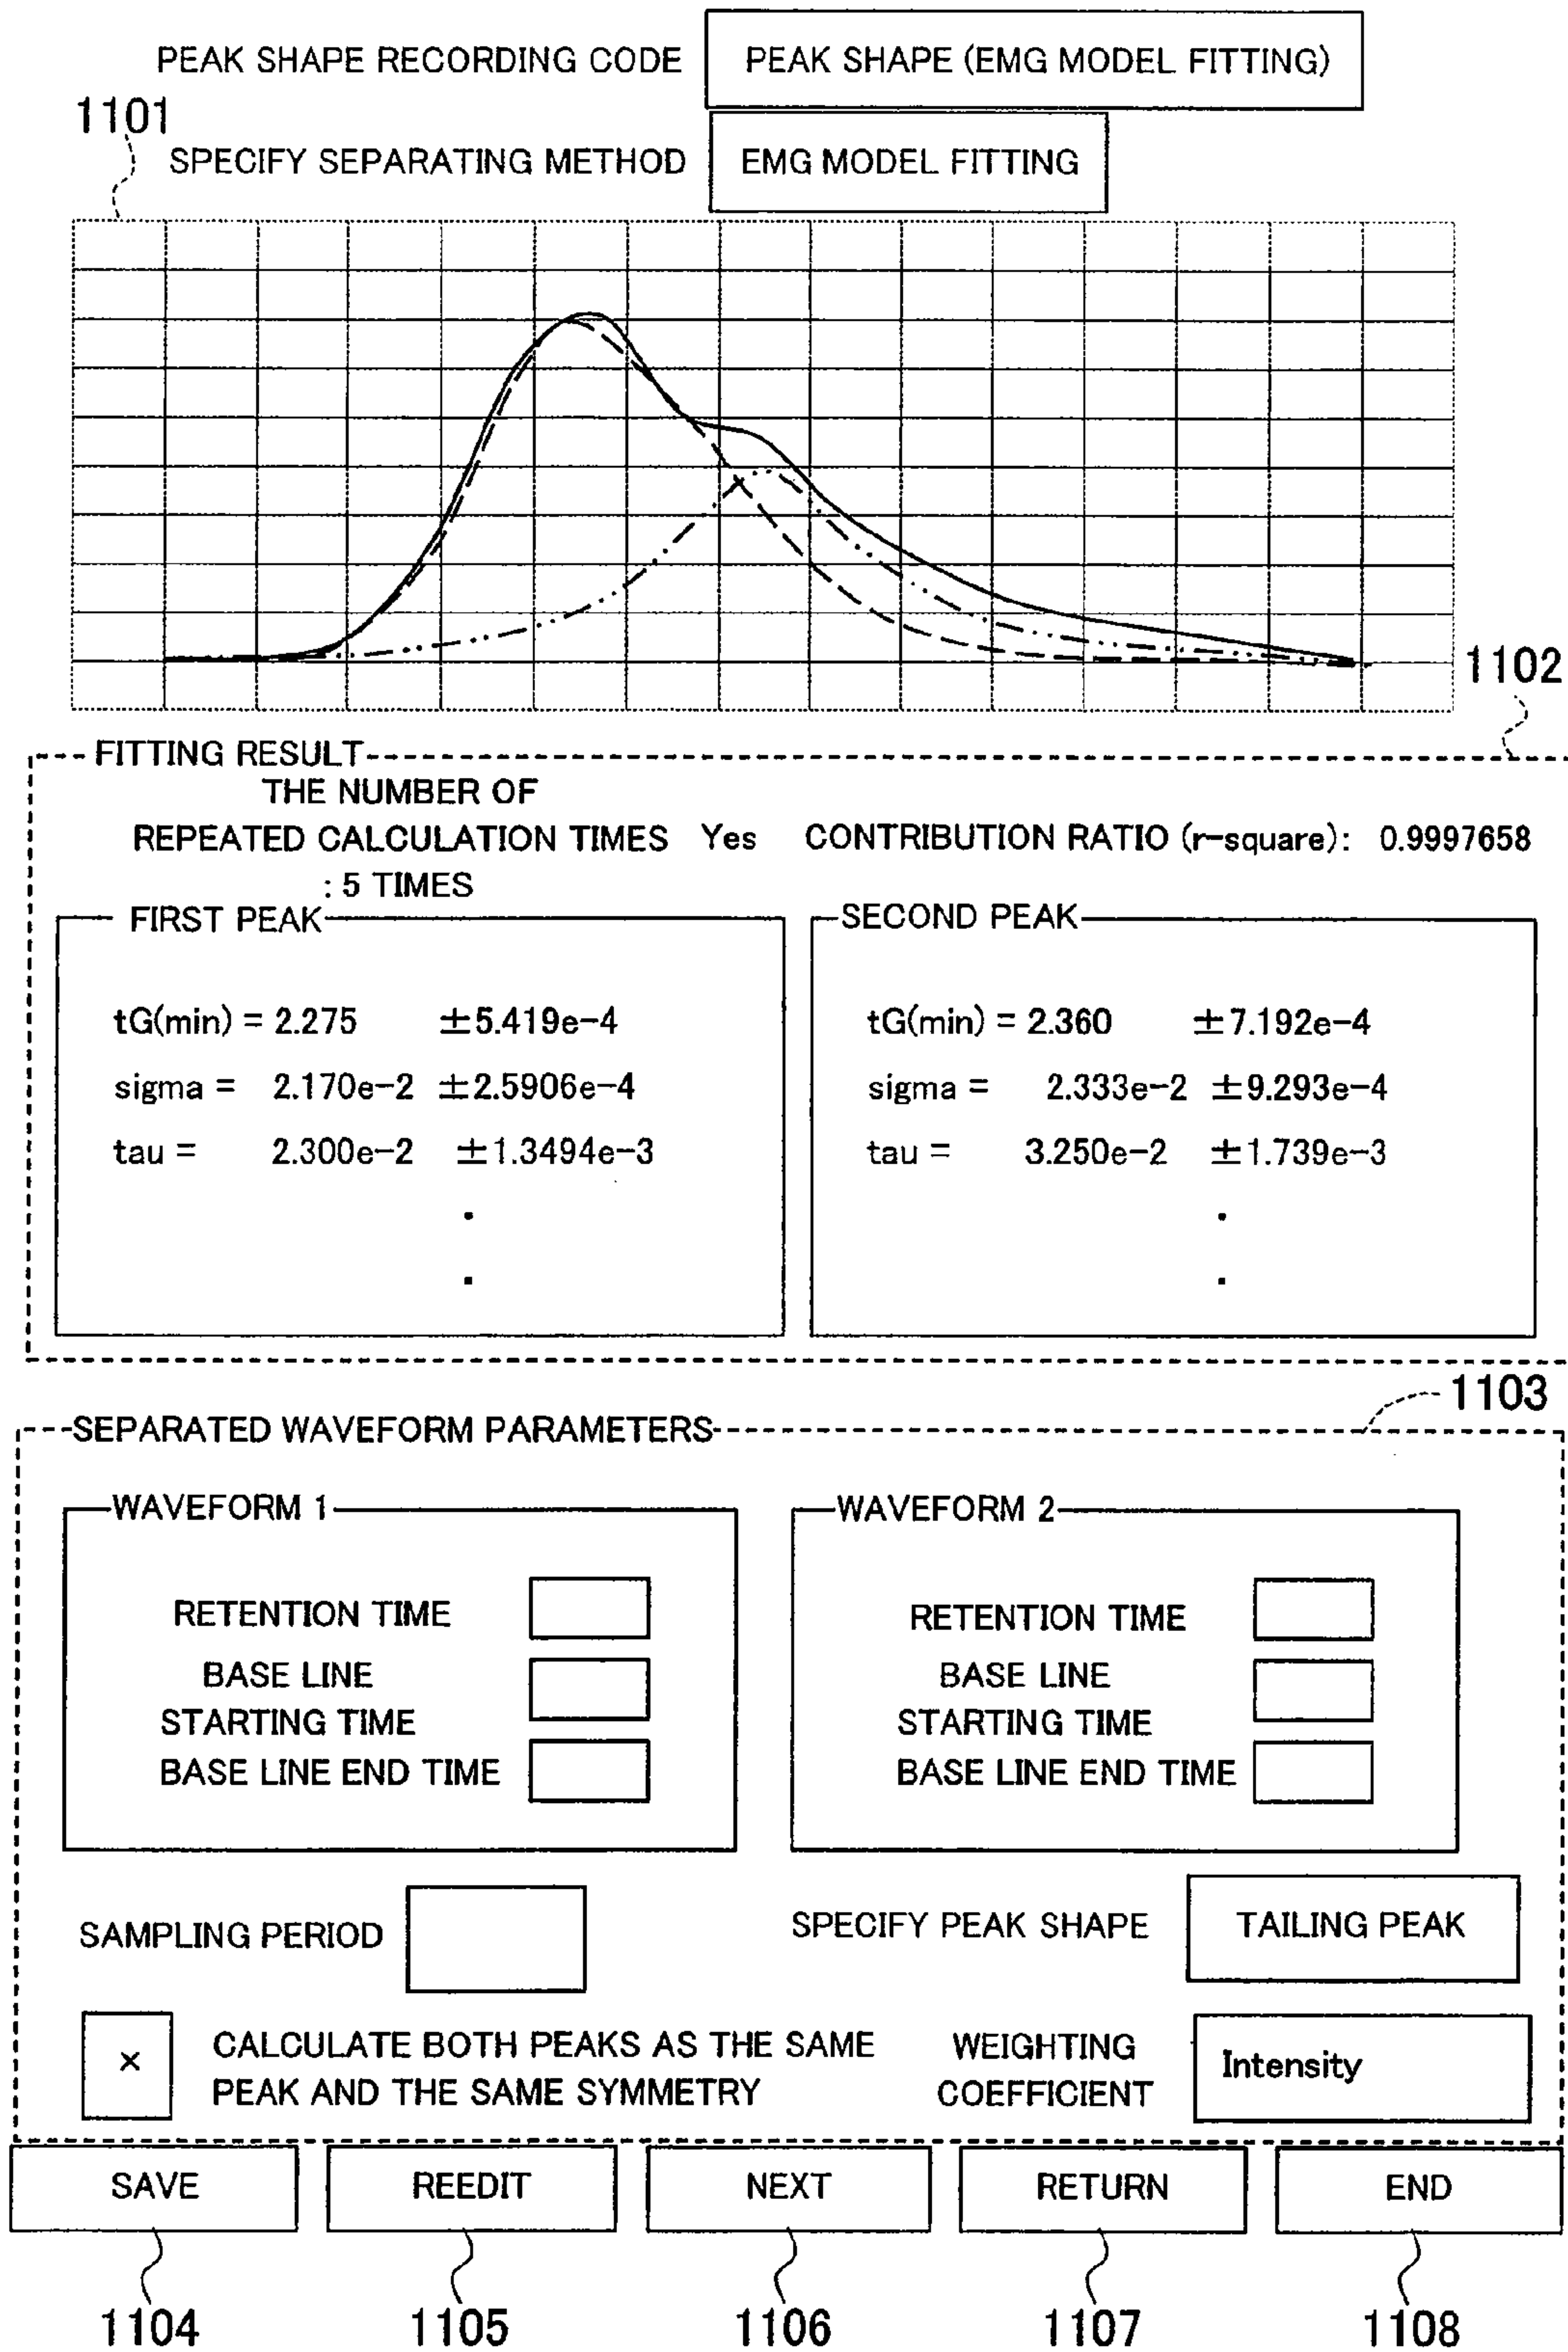 PEAK SHAPE RECORDING CODE PEAK SHAPE (EMG MODEL FITTING)
1101
SPECIFY SEPARATING METHOD EMG MODEL FITTING
1102
FITTING RESULT
THE NUMBER OF
REPEATED CALCULATION TIMES Yes CONTRIBUTION RATIO (r-square): 0.9997658
: 5 TIMES
FIRST PEAK
tG(min) = 2.275 ±5.419e-4
sigma = 2.170e-2 ±2.5906e-4
tau = 2.300e-2 ±1.3494e-3
.
.
SECOND PEAK
tG(min) = 2.360 ±7.192e-4
sigma = 2.333e-2 ±9.293e-4
tau = 3.250e-2 ±1.739e-3
.
.
1103
SEPARATED WAVEFORM PARAMETERS
WAVEFORM 1
RETENTION TIME
BASE LINE
STARTING TIME
BASE LINE END TIME
WAVEFORM 2
RETENTION TIME
BASE LINE
STARTING TIME
BASE LINE END TIME
SAMPLING PERIOD
SPECIFY PEAK SHAPE TAILING PEAK
× CALCULATE BOTH PEAKS AS THE SAME
PEAK AND THE SAME SYMMETRY
WEIGHTING
COEFFICIENT
Intensity
SAVE REEDIT NEXT RETURN END
1104 1105 1106 1107 1108